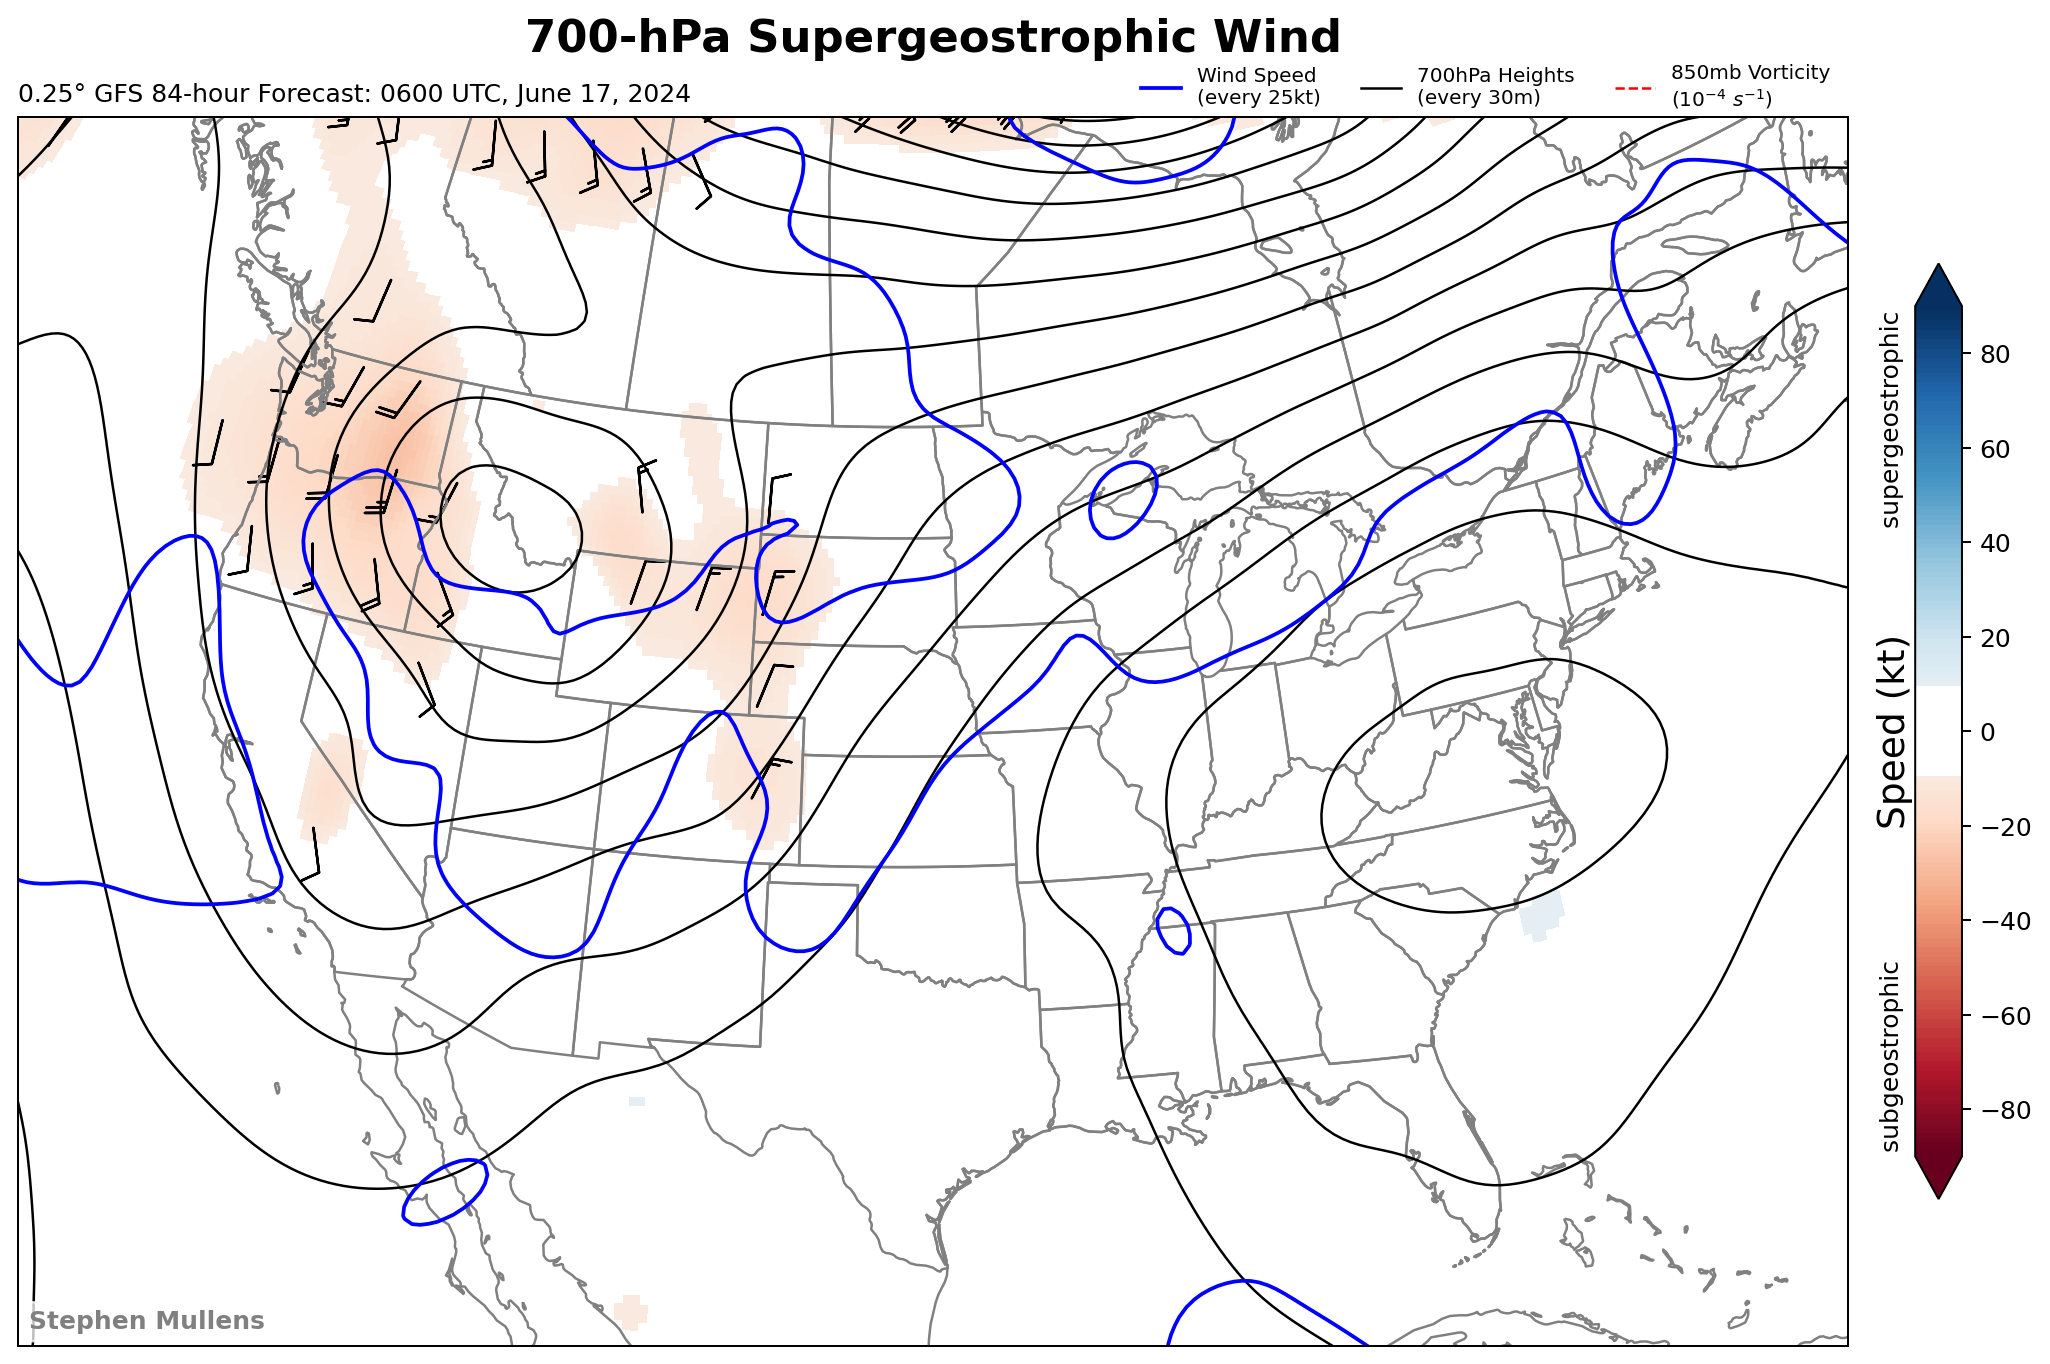 700-hPa Supergeostrophic Wind
0.25° GFS 84-hour Forecast: 0600 UTC, June 17, 2024
Wind Speed
(every 25kt)
700hPa Heights
(every 30m)
850mb Vorticity
(10⁻⁴ s⁻¹)
supergeostrophic
Speed (kt)
subgeostrophic
80
60
40
20
0
−20
−40
−60
−80
Stephen Mullens